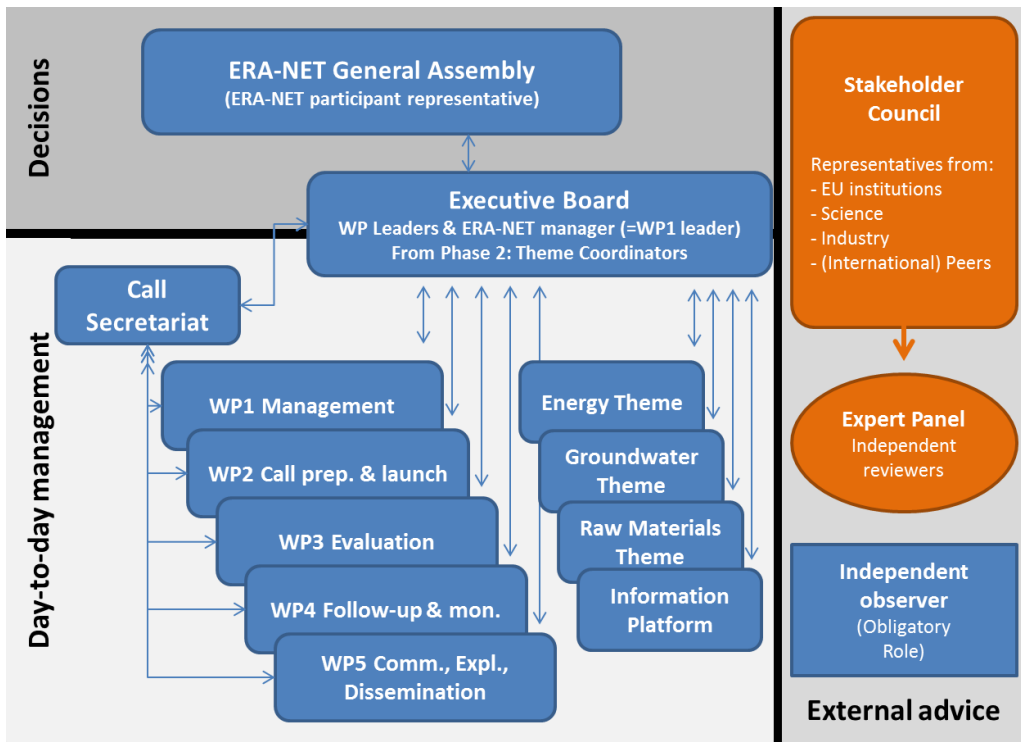 Decisions
ERA-NET General Assembly
(ERA-NET participant representative)
Executive Board
WP Leaders & ERA-NET manager (=WP1 leader)
From Phase 2: Theme Coordinators
Day-to-day management
Call
Secretariat
WP1 Management
WP2 Call prep. & launch
WP3 Evaluation
WP4 Follow-up & mon.
WP5 Comm., Expl.,
Dissemination
Energy Theme
Groundwater
Theme
Raw Materials
Theme
Information
Platform
Stakeholder
Council
Representatives from:
- EU institutions
- Science
- Industry
- (International) Peers
Expert Panel
Independent
reviewers
Independent
observer
(Obligatory
Role)
External advice